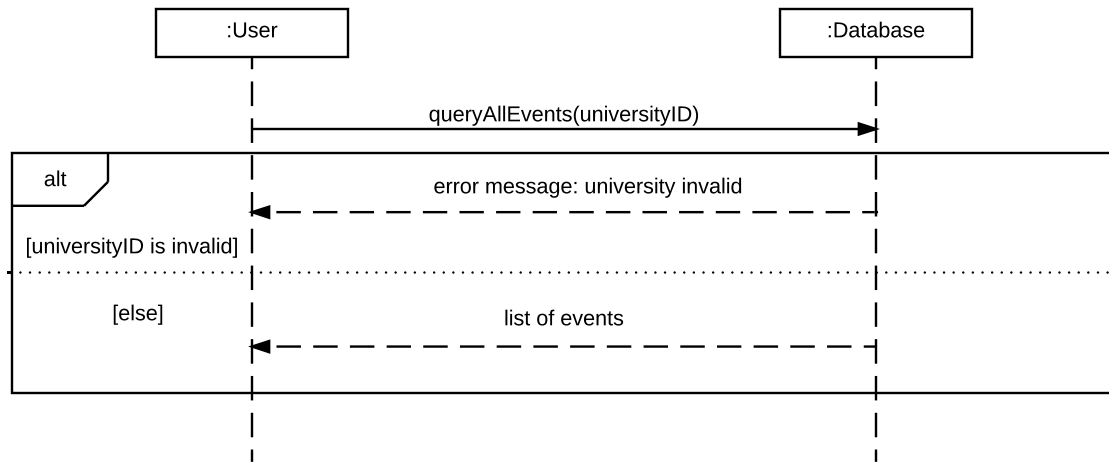 :User
:Database
queryAllEvents(universityID)
alt
error message: university invalid
[universityID is invalid]
[else]
list of events